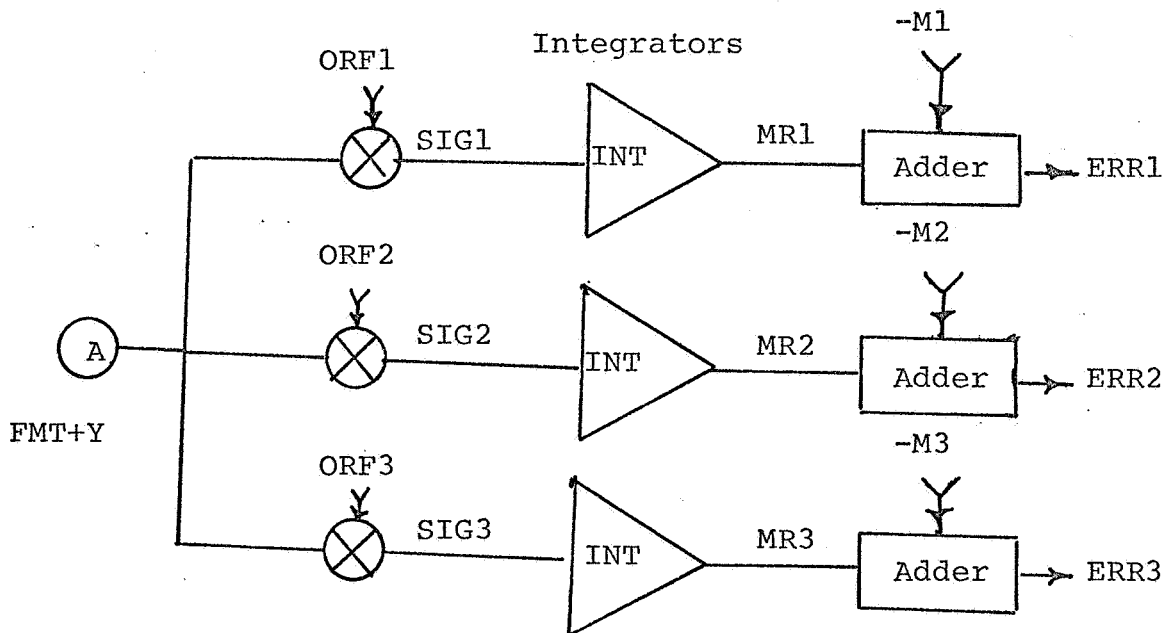 -M1
Integrators
ORF1
SIG1
INT
MR1
Adder
ERR1
-M2
ORF2
SIG2
INT
MR2
Adder
ERR2
A
FMT+Y
-M3
ORF3
SIG3
INT
MR3
Adder
ERR3